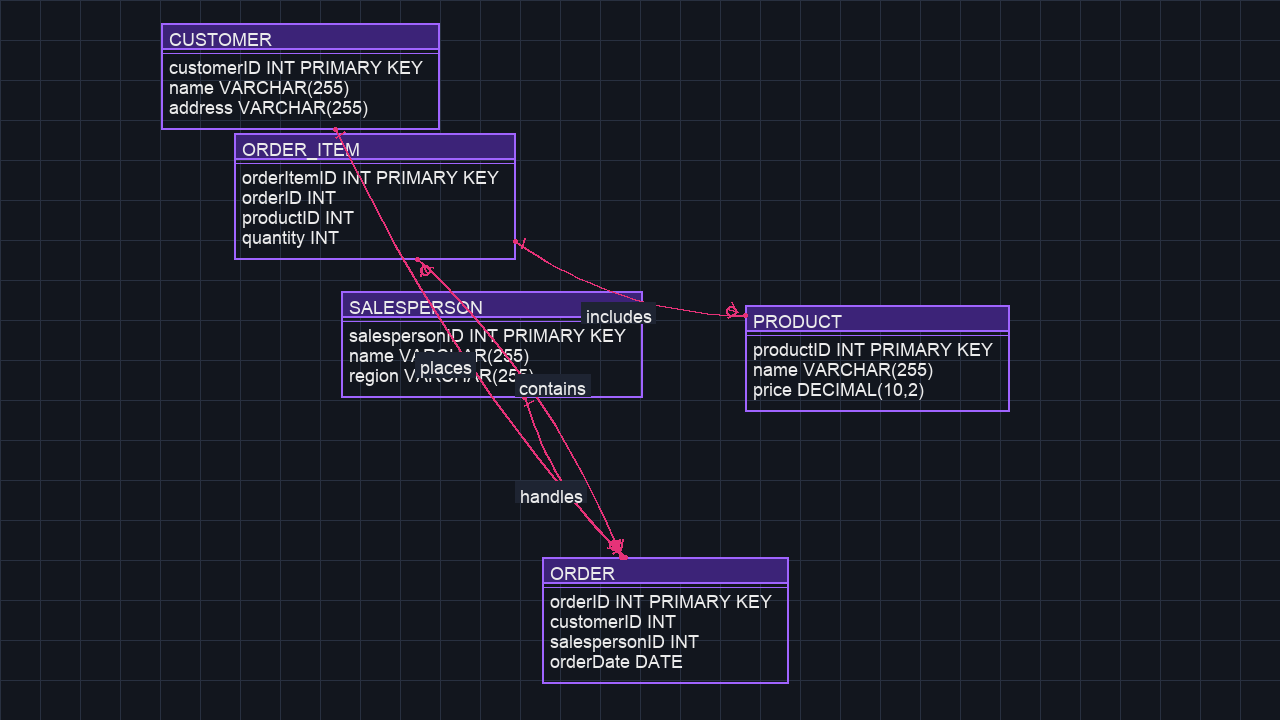 CUSTOMER
customerID INT PRIMARY KEY
name VARCHAR(255)
address VARCHAR(255)
ORDER_ITEM
orderItemID INT PRIMARY KEY
orderID INT
productID INT
quantity INT
SALESPERSON
salespersonID INT PRIMARY KEY
name VARCHAR(255)
region VARCHAR(255)
includes
PRODUCT
productID INT PRIMARY KEY
name VARCHAR(255)
price DECIMAL(10,2)
places
contains
handles
ORDER
orderID INT PRIMARY KEY
customerID INT
salespersonID INT
orderDate DATE